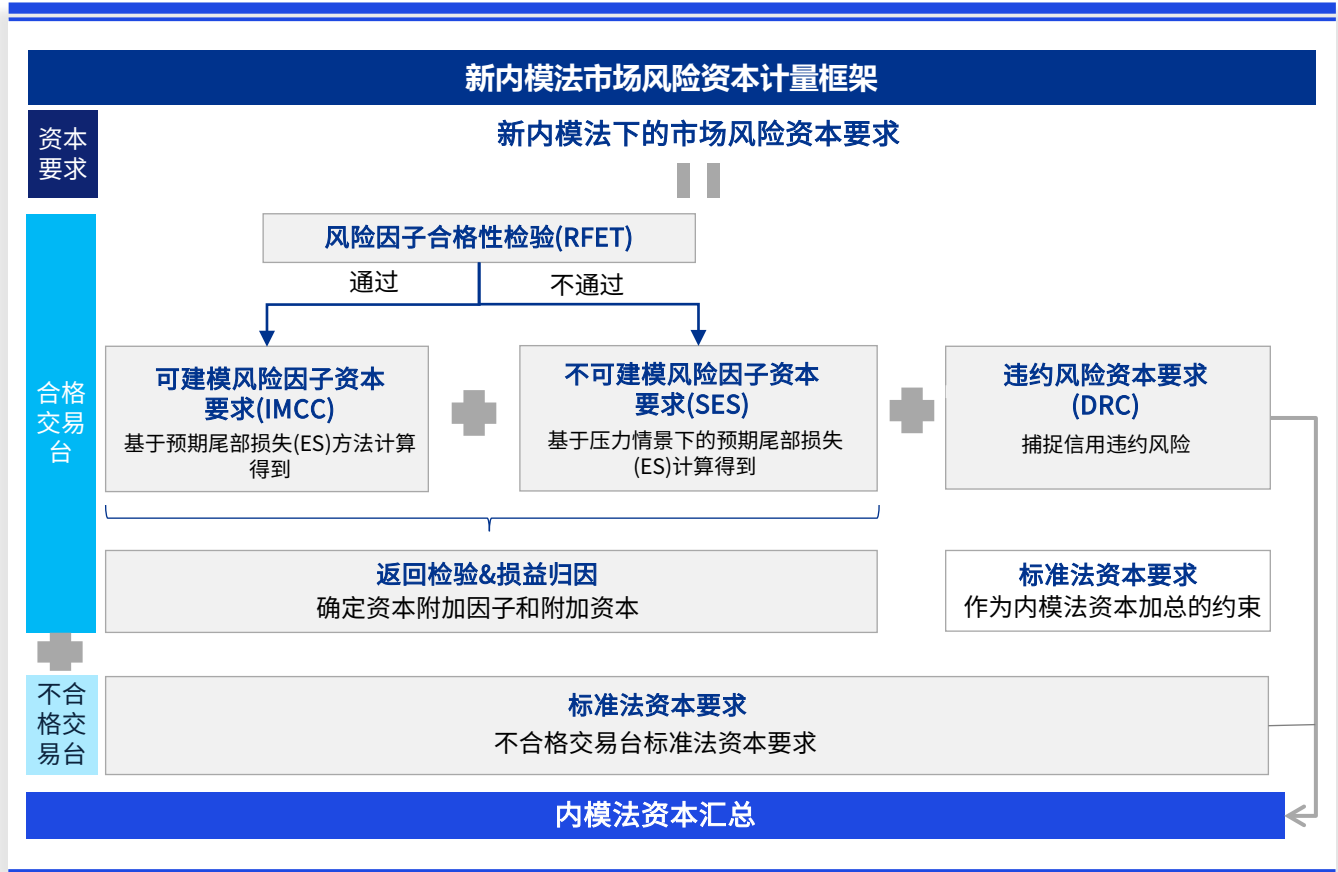 新内模法市场风险资本计量框架
资本
要求
新内模法下的市场风险资本要求
合格
交易
台
风险因子合格性检验(RFET)
通过
不通过
可建模风险因子资本
要求(IMCC)
基于预期尾部损失(ES)方法计算
得到
不可建模风险因子资本
要求(SES)
基于压力情景下的预期尾部损失
(ES)计算得到
违约风险资本要求
(DRC)
捕捉信用违约风险
返回检验&损益归因
确定资本附加因子和附加资本
标准法资本要求
作为内模法资本加总的约束
不合
格交
易台
标准法资本要求
不合格交易台标准法资本要求
内模法资本汇总